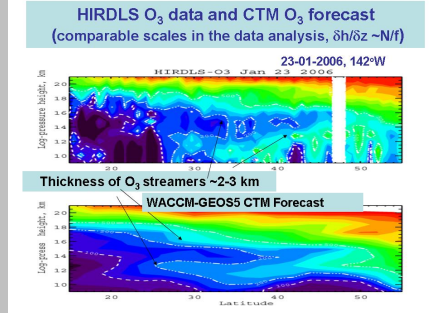 HIRDLS O3 data and CTM O3 forecast
(comparable scales in the data analysis, δh/δz ~N/f)
23-01-2006, 142°W
HIRDLS-O3 Jan 23 2006
Log-pressure height, km
20
18
16
14
12
10
20 30 40 50
Thickness of O3 streamers ~2-3 km
WACCM-GEOS5 CTM Forecast
Log-press. height, km
20
18
16
14
12
10
20 30 40 50
Latitude